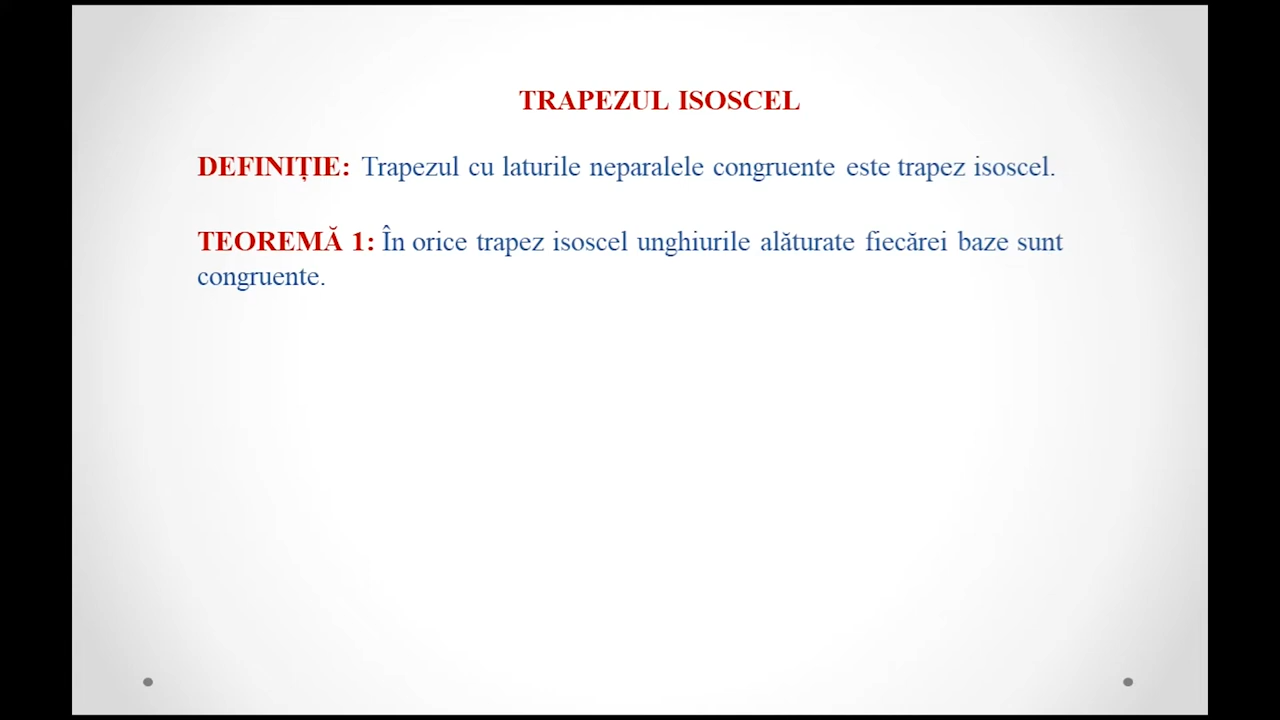 TRAPEZUL ISOSCEL
DEFINIȚIE: Trapezul cu laturile neparalele congruente este trapez isoscel.
TEOREMĂ 1: În orice trapez isoscel unghiurile alăturate fiecărei baze sunt
congruente.